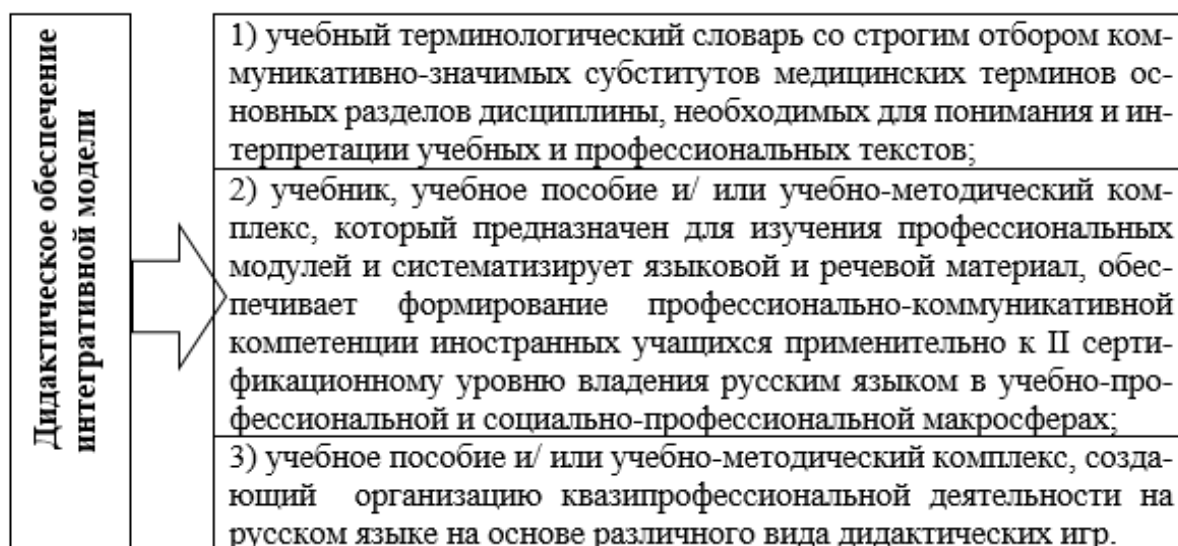 Дидактическое обеспечение
интегративной модели
1) учебный терминологический словарь со строгим отбором ком-
муникативно-значимых субститутов медицинских терминов ос-
новных разделов дисциплины, необходимых для понимания и ин-
терпретации учебных и профессиональных текстов;
2) учебник, учебное пособие и/ или учебно-методический ком-
плекс, который предназначен для изучения профессиональных
модулей и систематизирует языковой и речевой материал, обес-
печивает формирование профессионально-коммуникативной
компетенции иностранных учащихся применительно к II серти-
фикационному уровню владения русским языком в учебно-про-
фессиональной и социально-профессиональной макросферах;
3) учебное пособие и/ или учебно-методический комплекс, созда-
ющий организацию квазипрофессиональной деятельности на
русском языке на основе различного вида дидактических игр.